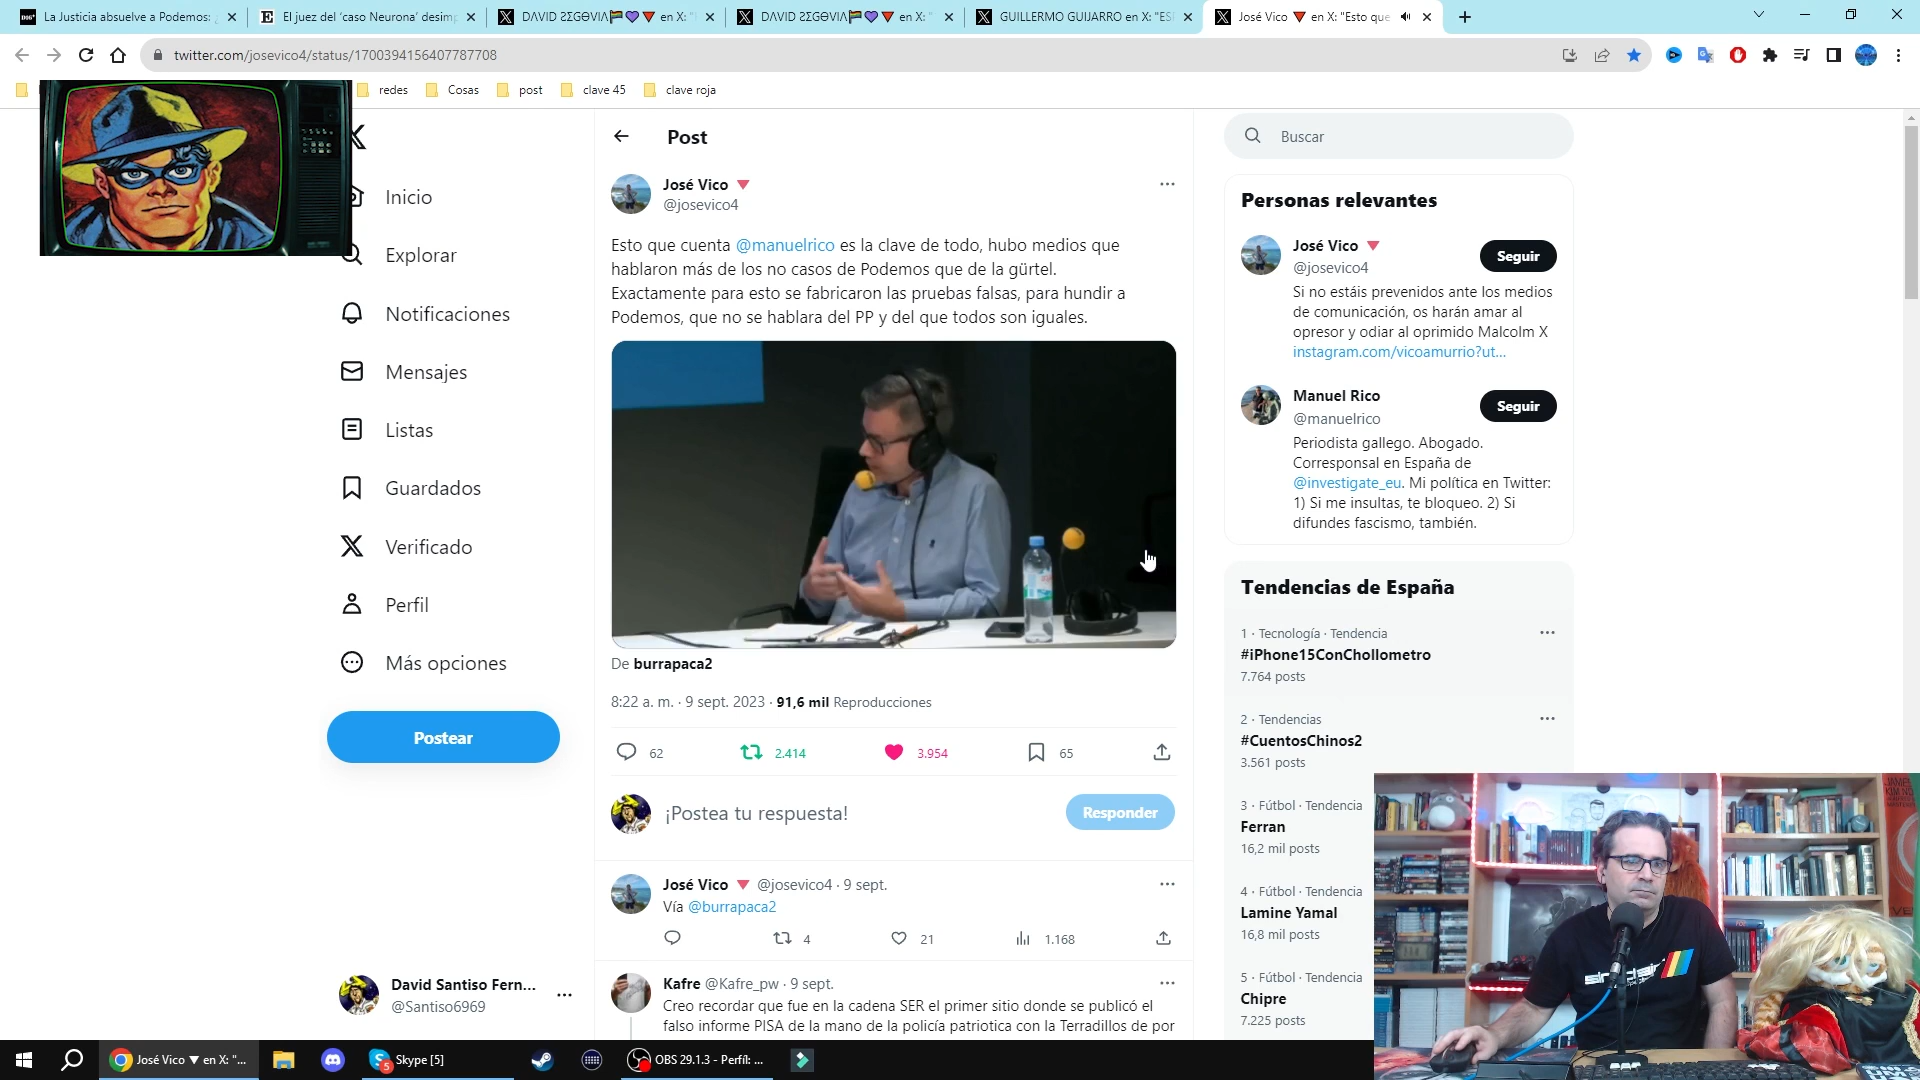 La Justicia absuelve a Podemos: ¿
El juez del 'caso Neurona' desimp
GUILLERMO GUIJARRO en X: "ESP
José Vico 🔻 en X: "Esto que
twitter.com/josevico4/status/1700394156407787708
redes
Cosas
post
clave 45
clave roja
Inicio
Explorar
Notificaciones
Mensajes
Listas
Guardados
Verificado
Perfil
Más opciones
Postear
David Santiso Fern...
@Santiso6969
Post
José Vico 🔻
@josevico4
Esto que cuenta @manuelrico es la clave de todo, hubo medios que
hablaron más de los no casos de Podemos que de la gürtel.
Exactamente para esto se fabricaron las pruebas falsas, para hundir a
Podemos, que no se hablara del PP y del que todos son iguales.
De burrapaca2
8:22 a. m. · 9 sept. 2023 · 91,6 mil Reproducciones
62
2.414
3.954
65
¡Postea tu respuesta!
Responder
José Vico 🔻 @josevico4 · 9 sept.
Vía @burrapaca2
4
21
1.168
Kafre @Kafre_pw · 9 sept.
Creo recordar que fue en la cadena SER el primer sitio donde se publicó el
falso informe PISA de la mano de la policía patriotica con la Terradillos de por
Buscar
Personas relevantes
José Vico 🔻
@josevico4
Seguir
Si no estáis prevenidos ante los medios
de comunicación, os harán amar al
opresor y odiar al oprimido Malcolm X
instagram.com/vicoamurrio?ut...
Manuel Rico
@manuelrico
Seguir
Periodista gallego. Abogado.
Corresponsal en España de
@investigate_eu. Mi política en Twitter:
1) Si me insultas, te bloqueo. 2) Si
difundes fascismo, también.
Tendencias de España
1 · Tecnología · Tendencia
#iPhone15ConChollometro
7.764 posts
2 · Tendencias
#CuentosChinos2
3.561 posts
3 · Fútbol · Tendencia
Ferran
16,2 mil posts
4 · Fútbol · Tendencia
Lamine Yamal
16,8 mil posts
5 · Fútbol · Tendencia
Chipre
7.225 posts
sinclair
José Vico ▼ en X: "...
Skype [5]
OBS 29.1.3 - Perfil: ...